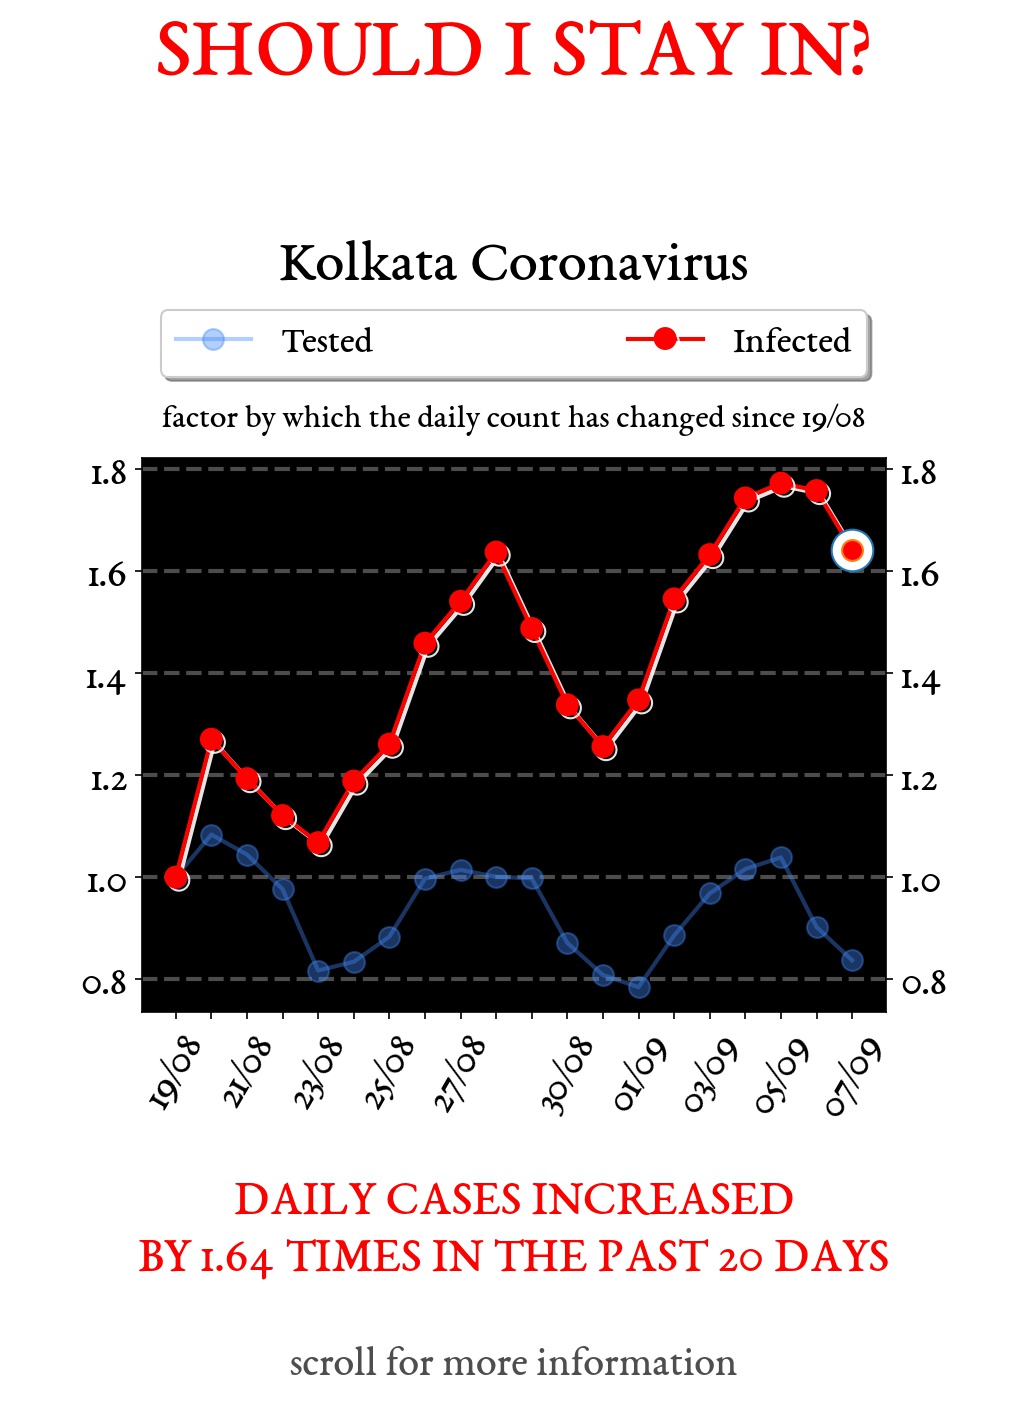 SHOULD I STAY IN?
Kolkata Coronavirus
Tested Infected
factor by which the daily count has changed since 19/08
1.8 1.8
1.6 1.6
1.4 1.4
1.2 1.2
1.0 1.0
0.8 0.8
19/08 21/08 23/08 25/08 27/08 30/08 01/09 03/09 05/09 07/09
DAILY CASES INCREASED
BY 1.64 TIMES IN THE PAST 20 DAYS
scroll for more information